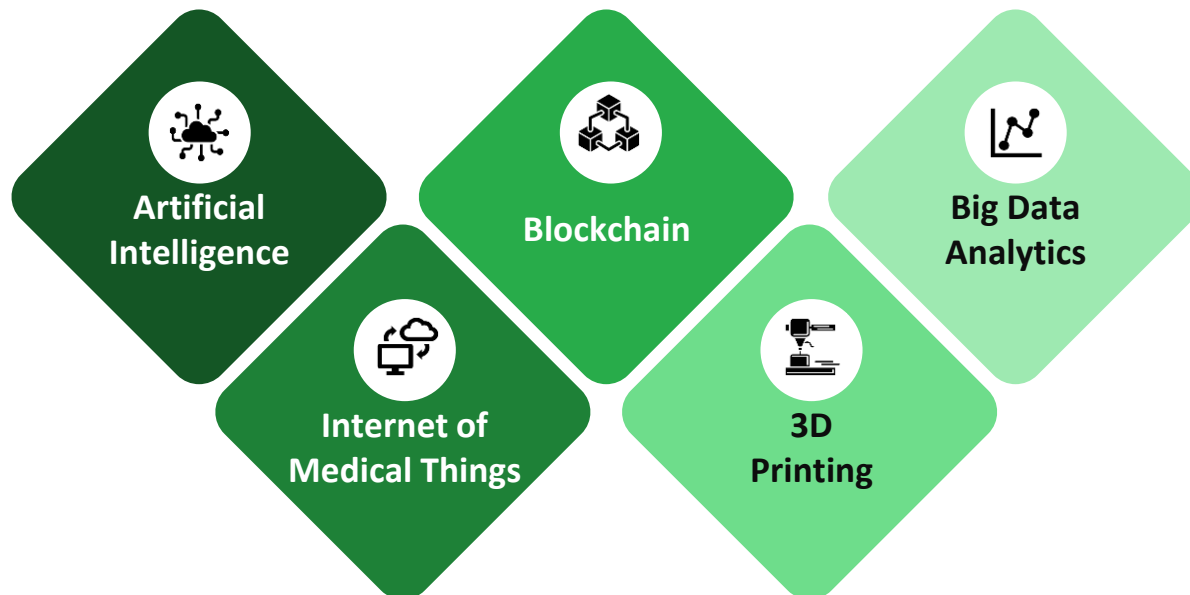 Artificial
Intelligence
Blockchain
Big Data
Analytics
Internet of
Medical Things
3D
Printing